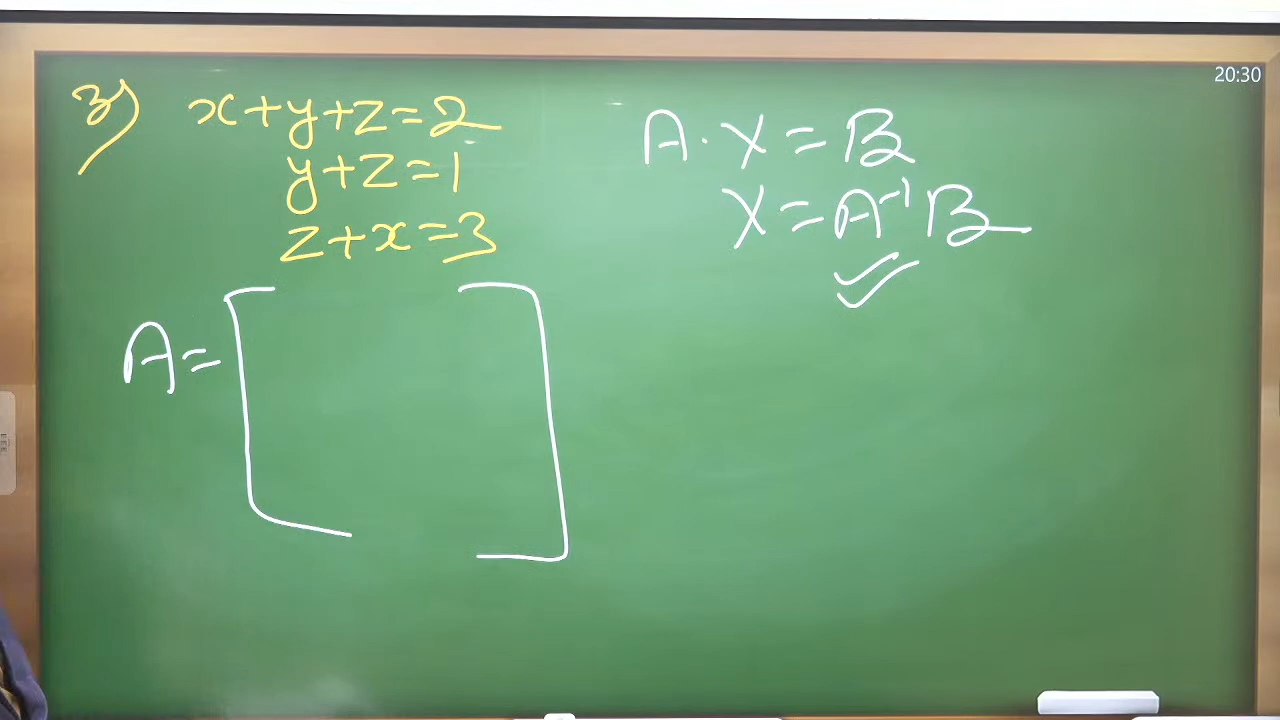 20:30
3) x+y+z=2
y+z=1
z+x=3
A·X=B
X=A⁻¹B
A=[ ]